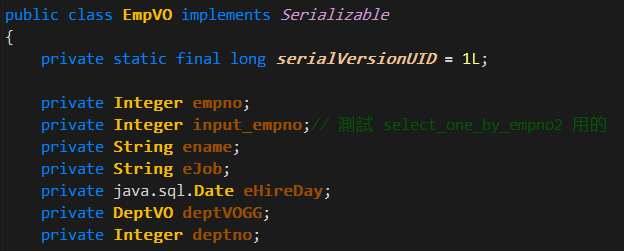 public class EmpVO implements Serializable
{
private static final long serialVersionUID = 1L;
private Integer empno;
private Integer input_empno;// 測試 select_one_by_empno2 用的
private String ename;
private String eJob;
private java.sql.Date eHireDay;
private DeptVO deptVOGG;
private Integer deptno;